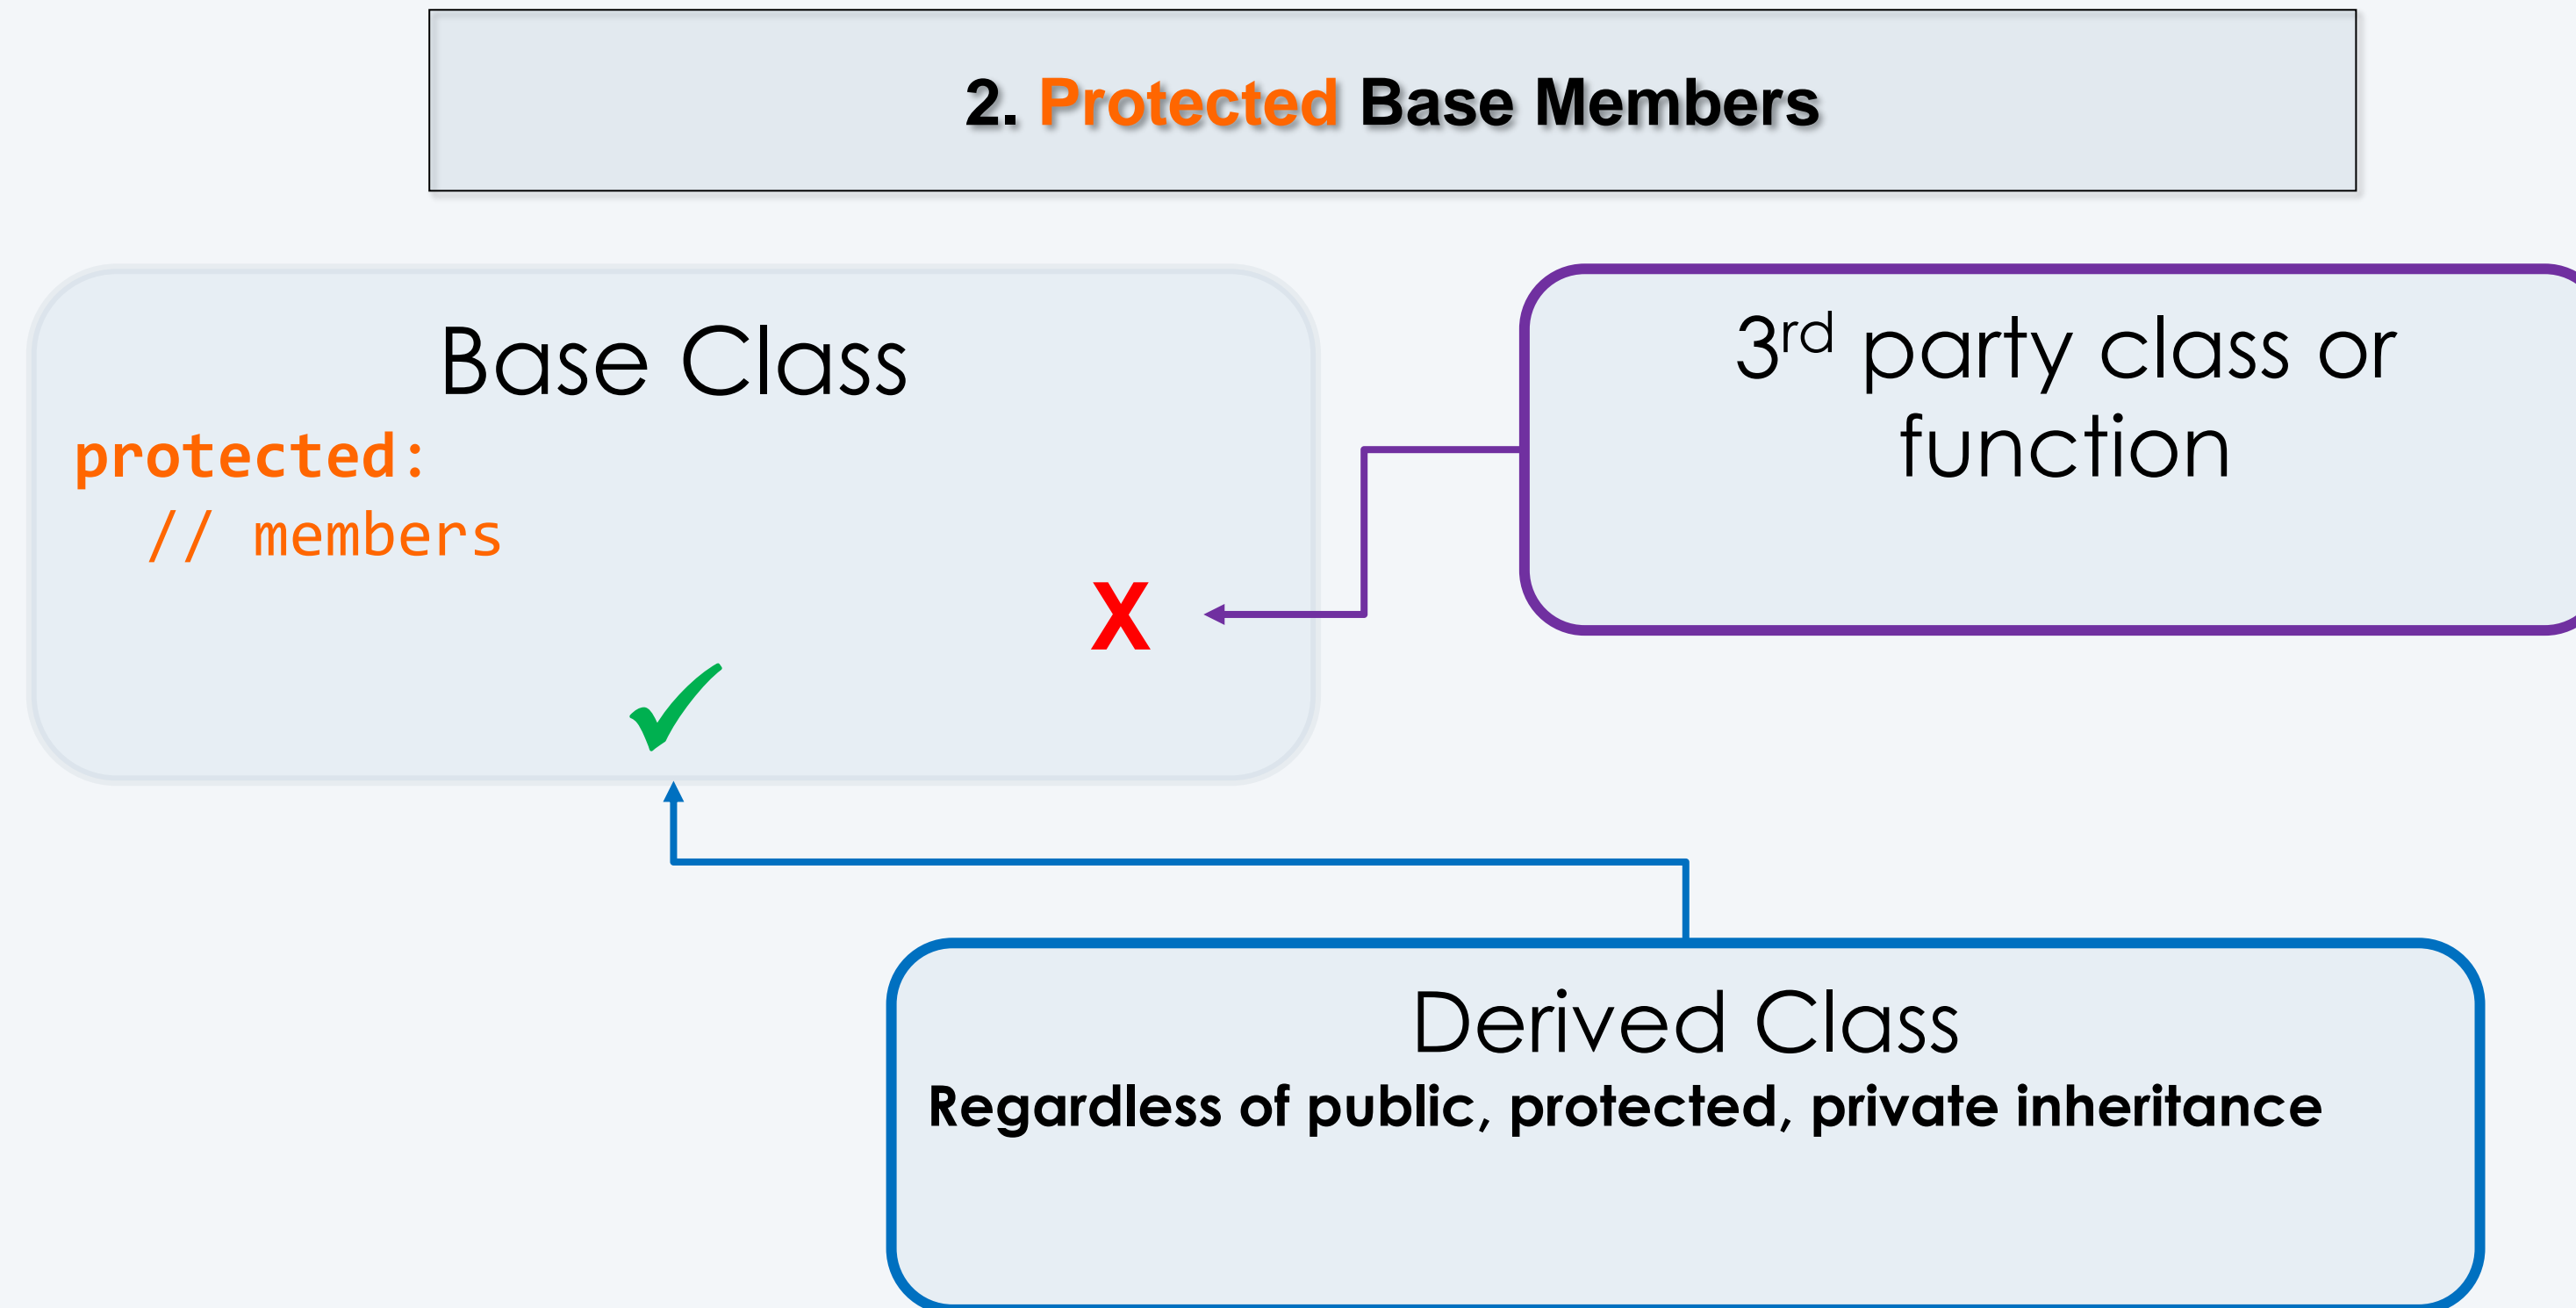 2. Protected Base Members
Base Class
protected:
// members
X
3rd party class or
function
Derived Class
Regardless of public, protected, private inheritance